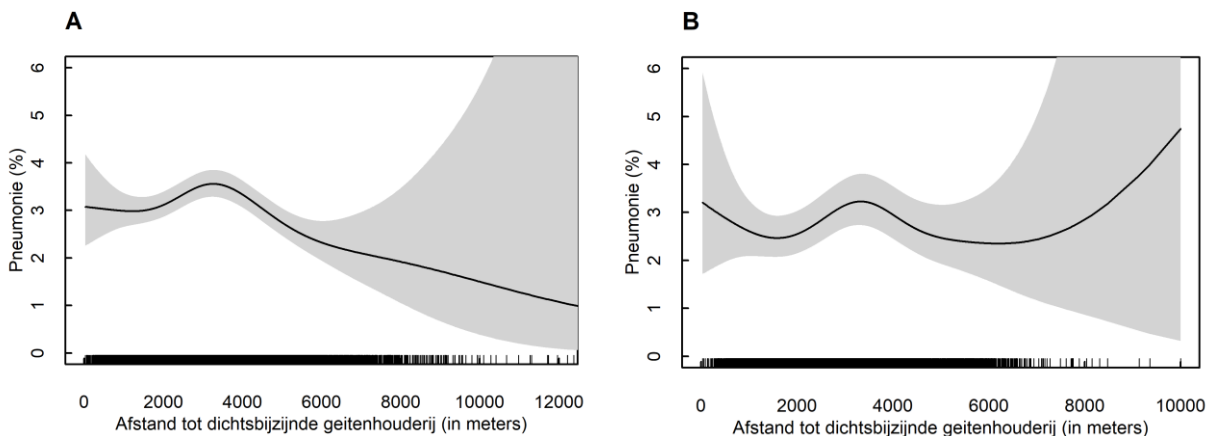 A
Pneumonie (%)
6
5
4
3
2
1
0
0 2000 4000 6000 8000 10000 12000
Afstand tot dichtsbijzijnde geitenhouderij (in meters)
B
Pneumonie (%)
6
5
4
3
2
1
0
0 2000 4000 6000 8000 10000
Afstand tot dichtsbijzijnde geitenhouderij (in meters)